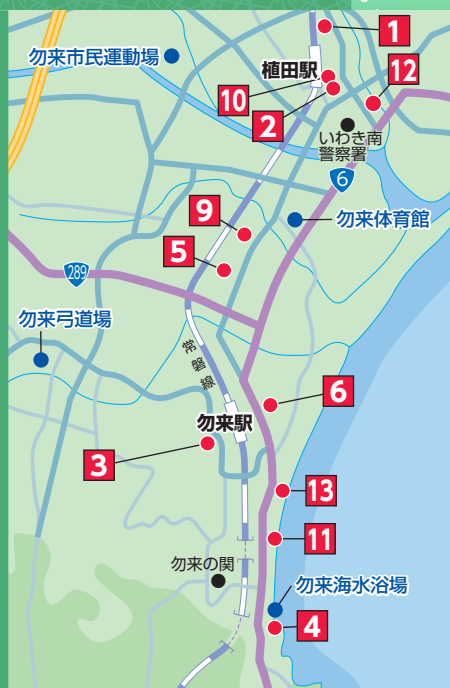 1
勿来市民運動場
植田駅
12
10
2
いわき南
警察署
6
9
勿来体育館
5
289
勿来弓道場
常磐線
6
勿来駅
3
13
11
勿来の関
勿来海水浴場
4